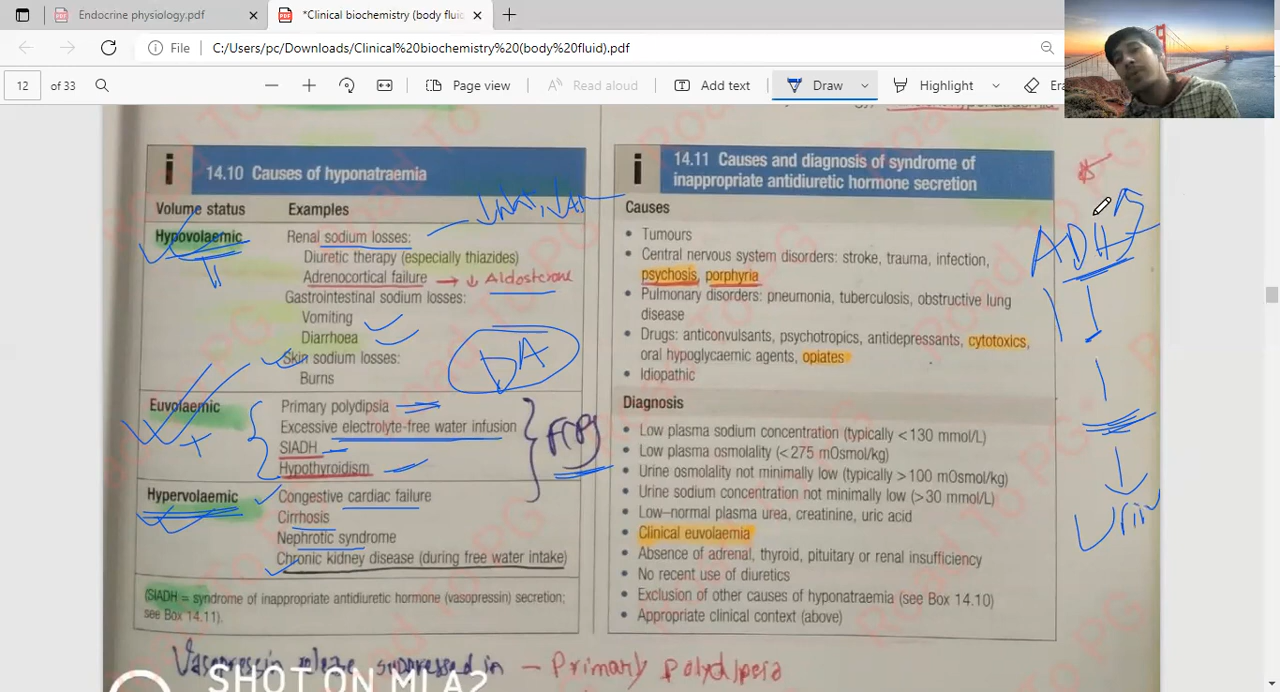 Endocrine physiology.pdf
*Clinical biochemistry (body fluid
File
C:/Users/pc/Downloads/Clinical%20biochemistry%20(body%20fluid).pdf
12 of 33
Page view
Read aloud
Add text
Draw
Highlight
Era
14.10 Causes of hyponatraemia
Volume status
Examples
Hypovolaemic
Renal sodium losses:
Diuretic therapy (especially thiazides)
Adrenocortical failure → ↓ Aldosterone
Gastrointestinal sodium losses:
Vomiting
Diarrhoea
Skin sodium losses:
Burns
DA
Euvolaemic
Primary polydipsia
Excessive electrolyte-free water infusion
SIADH
Hypothyroidism
Hypervolaemic
Congestive cardiac failure
Cirrhosis
Nephrotic syndrome
Chronic kidney disease (during free water intake)
(SIADH = syndrome of inappropriate antidiuretic hormone (vasopressin) secretion;
see Box 14.11).
14.11 Causes and diagnosis of syndrome of
inappropriate antidiuretic hormone secretion
Causes
• Tumours
• Central nervous system disorders: stroke, trauma, infection,
psychosis, porphyria
• Pulmonary disorders: pneumonia, tuberculosis, obstructive lung
disease
• Drugs: anticonvulsants, psychotropics, antidepressants, cytotoxics,
oral hypoglycaemic agents, opiates
• Idiopathic
Diagnosis
• Low plasma sodium concentration (typically <130 mmol/L)
• Low plasma osmolality (<275 mOsmol/kg)
• Urine osmolality not minimally low (typically >100 mOsmol/kg)
• Urine sodium concentration not minimally low (>30 mmol/L)
• Low–normal plasma urea, creatinine, uric acid
• Clinical euvolaemia
• Absence of adrenal, thyroid, pituitary or renal insufficiency
• No recent use of diuretics
• Exclusion of other causes of hyponatraemia (see Box 14.10)
• Appropriate clinical context (above)
ADH
Vasopressin release suppressed in – Primary polydipsia
SHOT ON MI A2